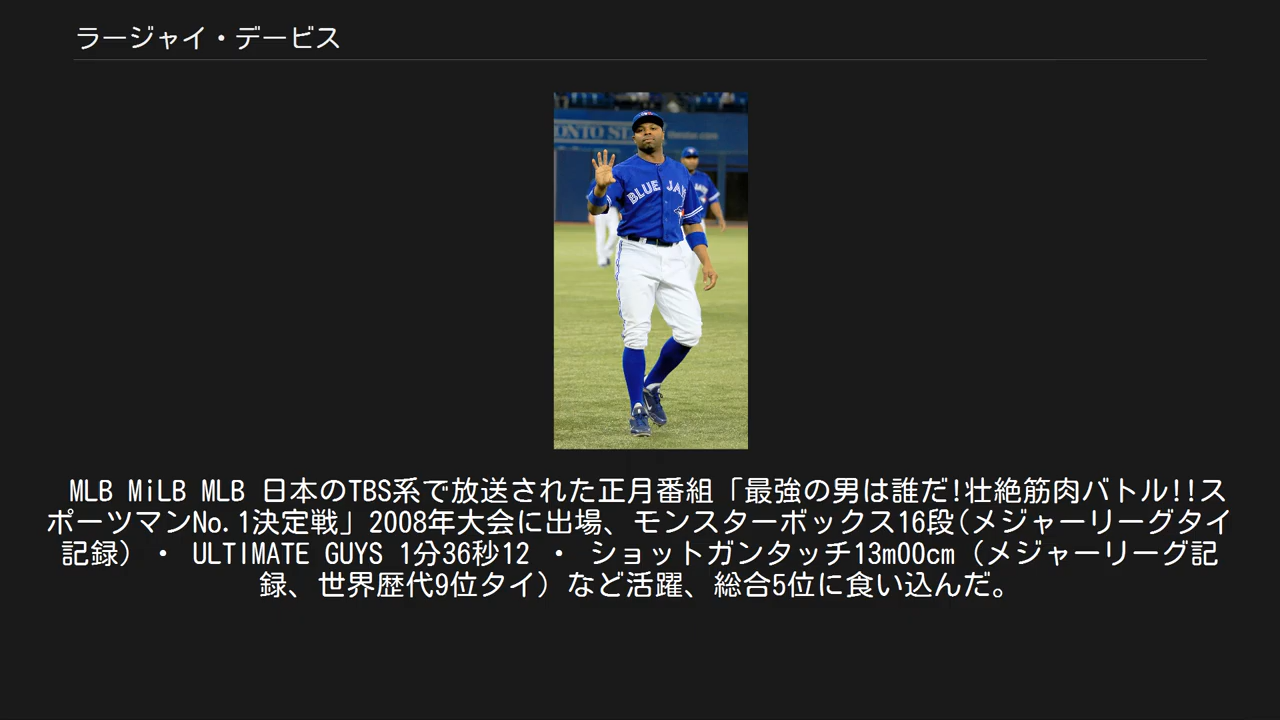 ラージャイ・デービス
ONTO ST
BLUE JA
MLB MiLB MLB 日本のTBS系で放送された正月番組「最強の男は誰だ!壮絶筋肉バトル!!ス
ポーツマンNo.1決定戦」2008年大会に出場、モンスターボックス16段(メジャーリーグタイ
記録) ・ ULTIMATE GUYS 1分36秒12 ・ ショットガンタッチ13m00cm (メジャーリーグ記
録、世界歴代9位タイ) など活躍、総合5位に食い込んだ。